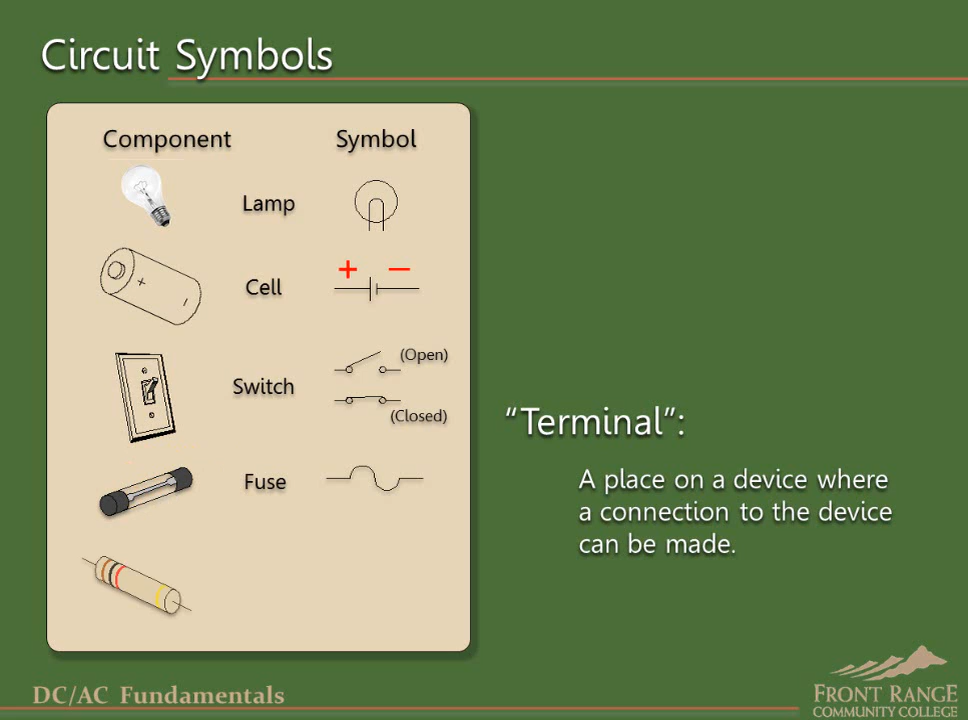 Circuit Symbols
Component Symbol
Lamp
+ −
Cell
+
-
(Open)
Switch
(Closed)
"Terminal":
Fuse
A place on a device where
a connection to the device
can be made.
DC/AC Fundamentals
FRONT RANGE
COMMUNITY COLLEGE